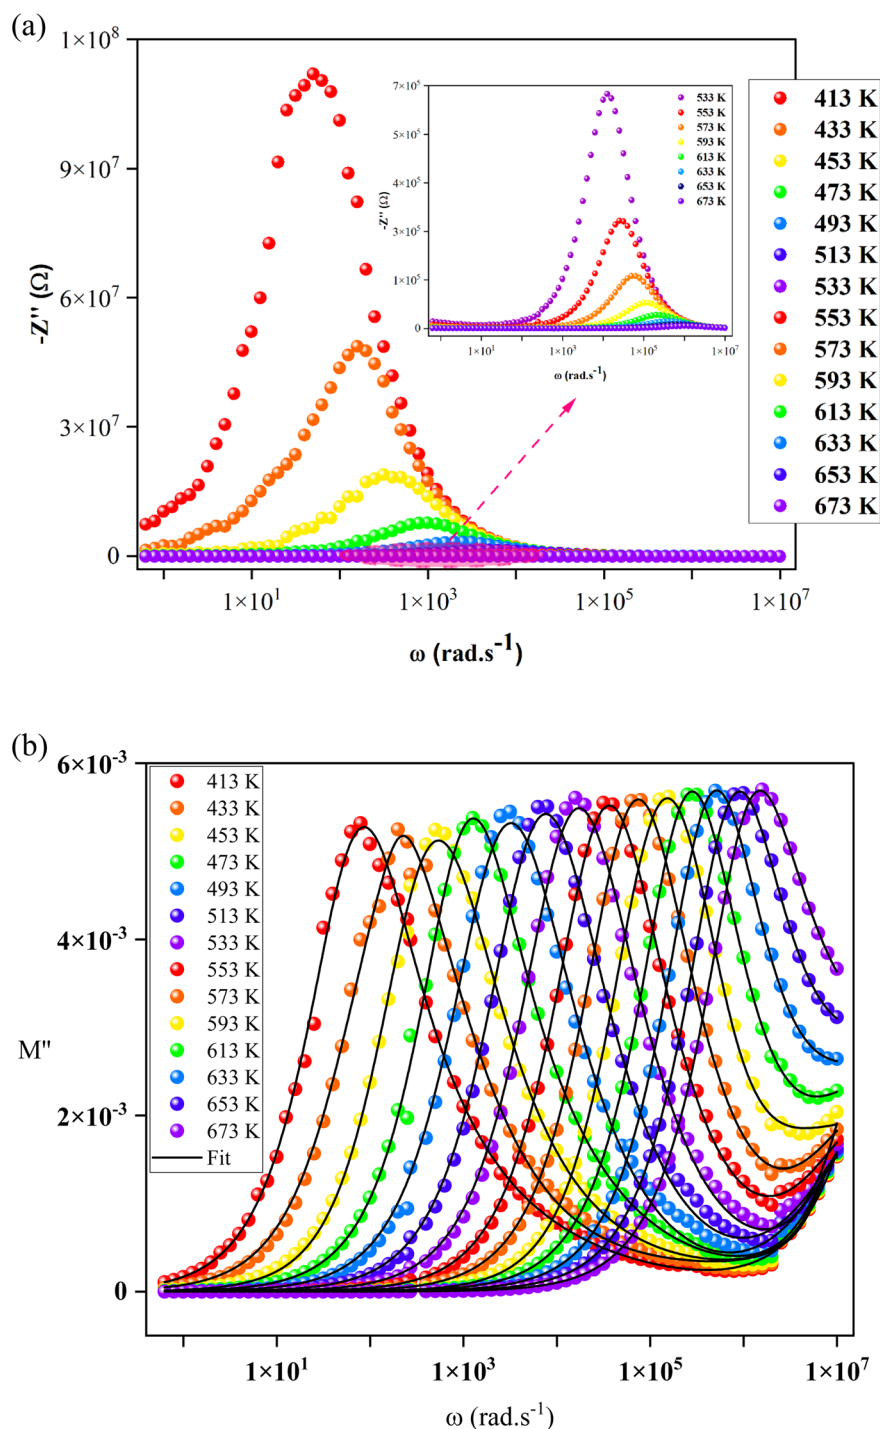 (a)
1×10⁸
9×10⁷
6×10⁷
3×10⁷
0
-Z'' (Ω)
1×10¹
1×10³
1×10⁵
1×10⁷
ω (rad.s⁻¹)
7×10⁵
6×10⁵
4×10⁵
3×10⁵
1×10⁵
0
-Z'' (Ω)
1×10¹
1×10³
1×10⁵
1×10⁷
ω (rad.s⁻¹)
533 K
553 K
573 K
593 K
613 K
633 K
653 K
673 K
413 K
433 K
453 K
473 K
493 K
513 K
533 K
553 K
573 K
593 K
613 K
633 K
653 K
673 K
(b)
6×10⁻³
4×10⁻³
2×10⁻³
0
M''
413 K
433 K
453 K
473 K
493 K
513 K
533 K
553 K
573 K
593 K
613 K
633 K
653 K
673 K
Fit
1×10¹
1×10³
1×10⁵
1×10⁷
ω (rad.s⁻¹)